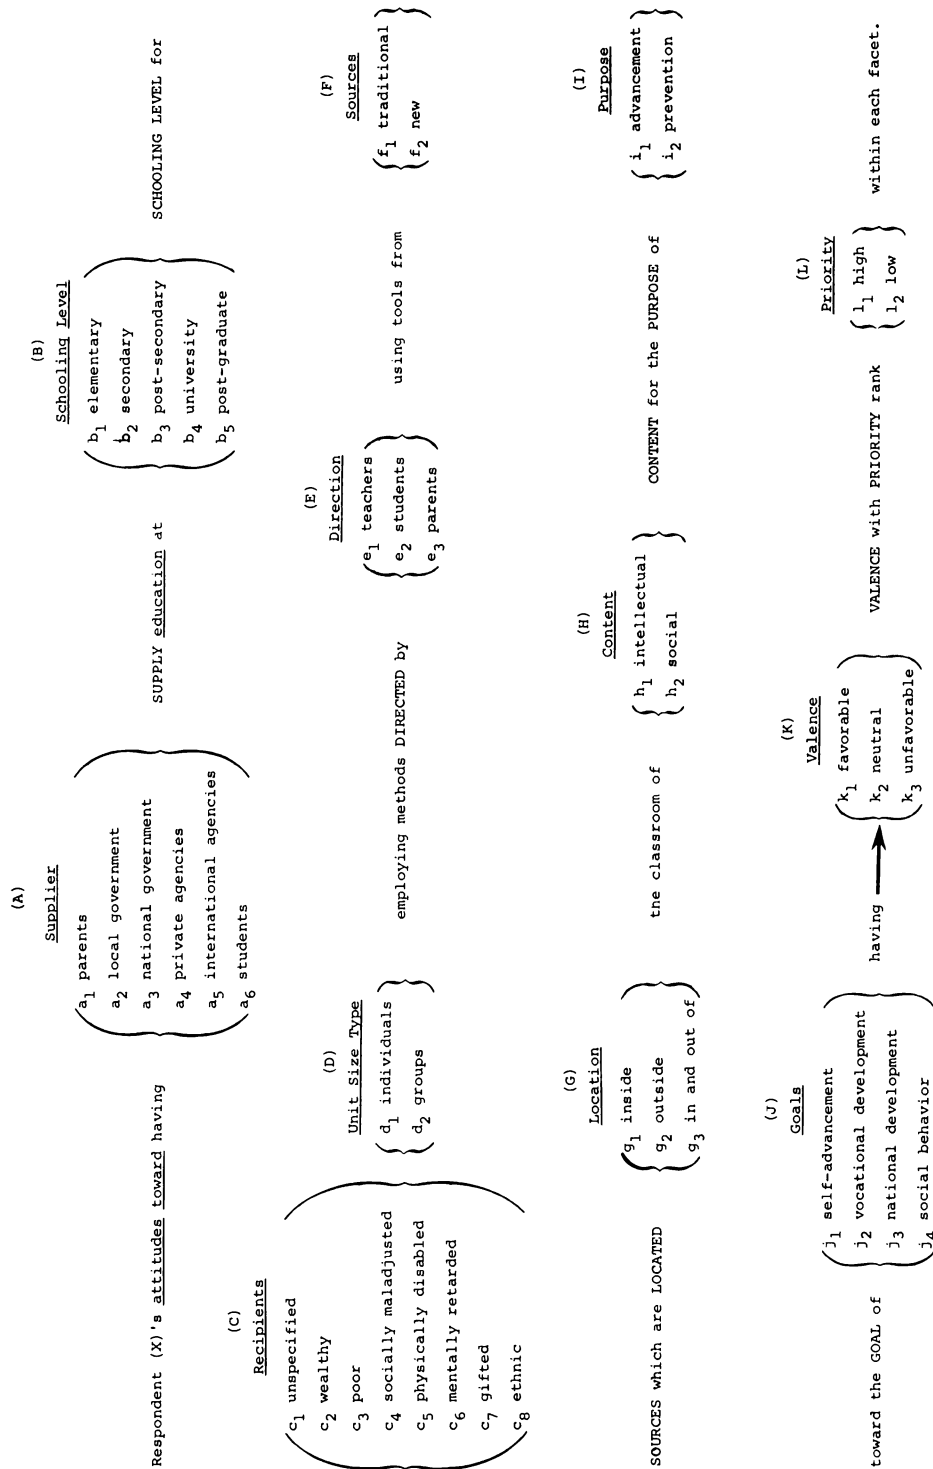 (A)
(B)
Supplier
Schooling Level
Respondent (X)'s attitudes toward having
a1 parents
a2 local government
a3 national government
a4 private agencies
a5 international agencies
a6 students
SUPPLY education at
b1 elementary
b2 secondary
b3 post-secondary
b4 university
b5 post-graduate
SCHOOLING LEVEL for
(C)
(D)
(E)
(F)
Recipients
Unit Size Type
Direction
Sources
c1 unspecified
c2 wealthy
c3 poor
c4 socially maladjusted
c5 physically disabled
c6 mentally retarded
c7 gifted
c8 ethnic
d1 individuals
d2 groups
employing methods DIRECTED by
e1 teachers
e2 students
e3 parents
using tools from
f1 traditional
f2 new
(G)
(H)
(I)
Location
Content
Purpose
SOURCES which are LOCATED
g1 inside
g2 outside
g3 in and out of
the classroom of
h1 intellectual
h2 social
CONTENT for the PURPOSE of
i1 advancement
i2 prevention
(J)
(K)
(L)
Goals
Valence
Priority
toward the GOAL of
j1 self-advancement
j2 vocational development
j3 national development
j4 social behavior
having
k1 favorable
k2 neutral
k3 unfavorable
VALENCE with PRIORITY rank
l1 high
l2 low
within each facet.